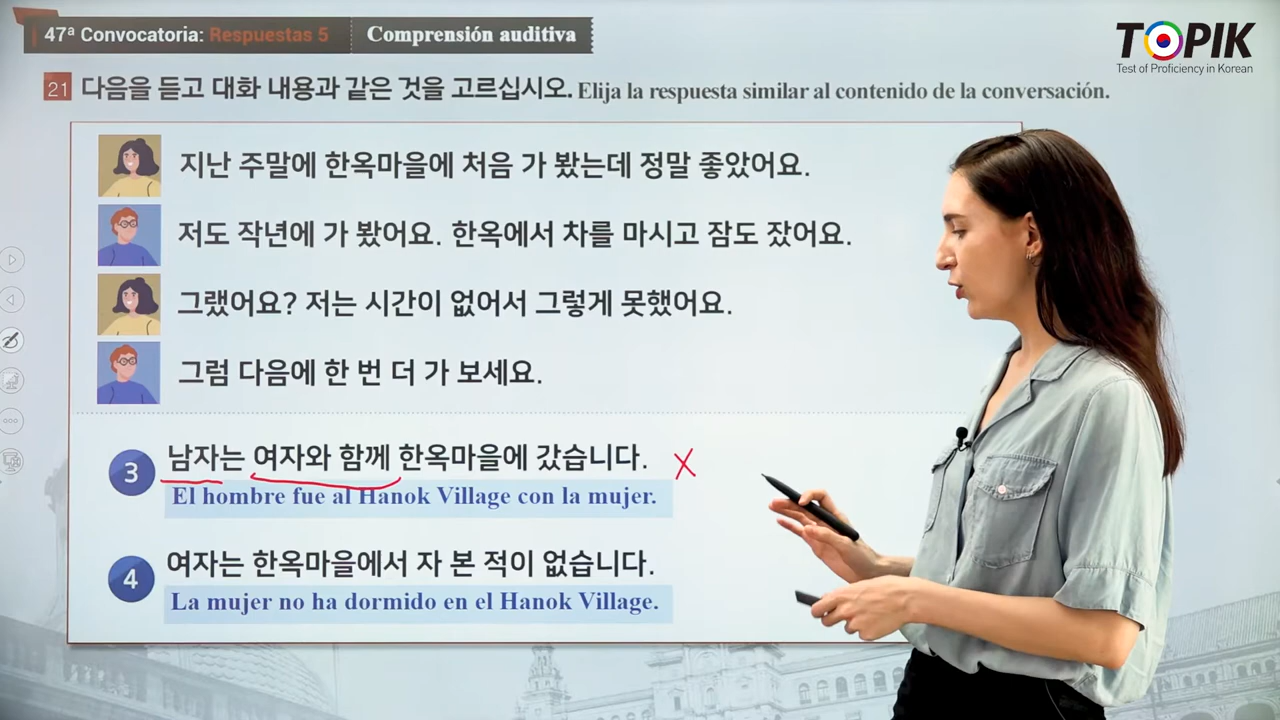 47ª Convocatoria: Respuestas 5 Comprensión auditiva
TOPIK
Test of Proficiency in Korean
21 다음을 듣고 대화 내용과 같은 것을 고르십시오. Elija la respuesta similar al contenido de la conversación.
지난 주말에 한옥마을에 처음 가 봤는데 정말 좋았어요.
저도 작년에 가 봤어요. 한옥에서 차를 마시고 잠도 잤어요.
그랬어요? 저는 시간이 없어서 그렇게 못했어요.
그럼 다음에 한 번 더 가 보세요.
3 남자는 여자와 함께 한옥마을에 갔습니다. X
El hombre fue al Hanok Village con la mujer.
4 여자는 한옥마을에서 자 본 적이 없습니다.
La mujer no ha dormido en el Hanok Village.